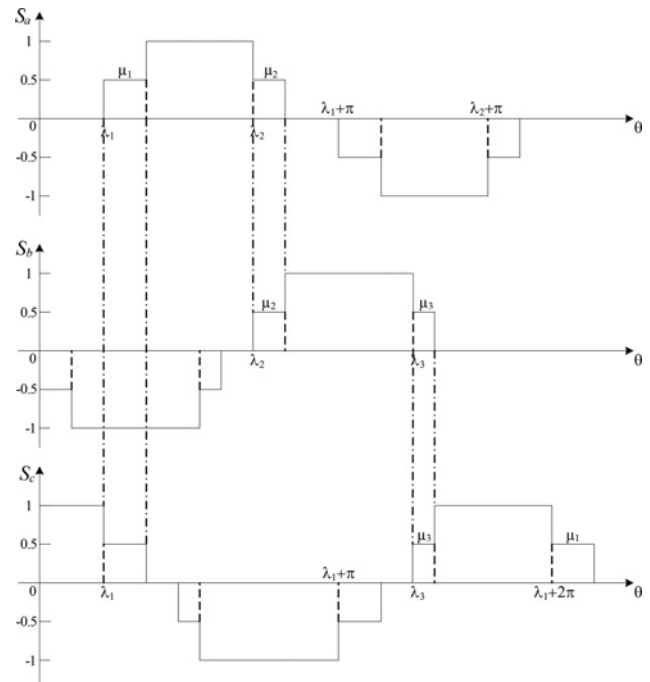 Sₐ
1
μ₁ μ₂
0.5
λ₁+π λ₂+π
0 λ₁ λ₂ θ
-0.5
-1
S_b
1
μ₂ μ₃
0.5
0 λ₂ λ₃ θ
-0.5
-1
S_c
1
μ₃ μ₁
0.5
λ₁+π
0 λ₁ λ₃ λ₁+2π θ
-0.5
-1